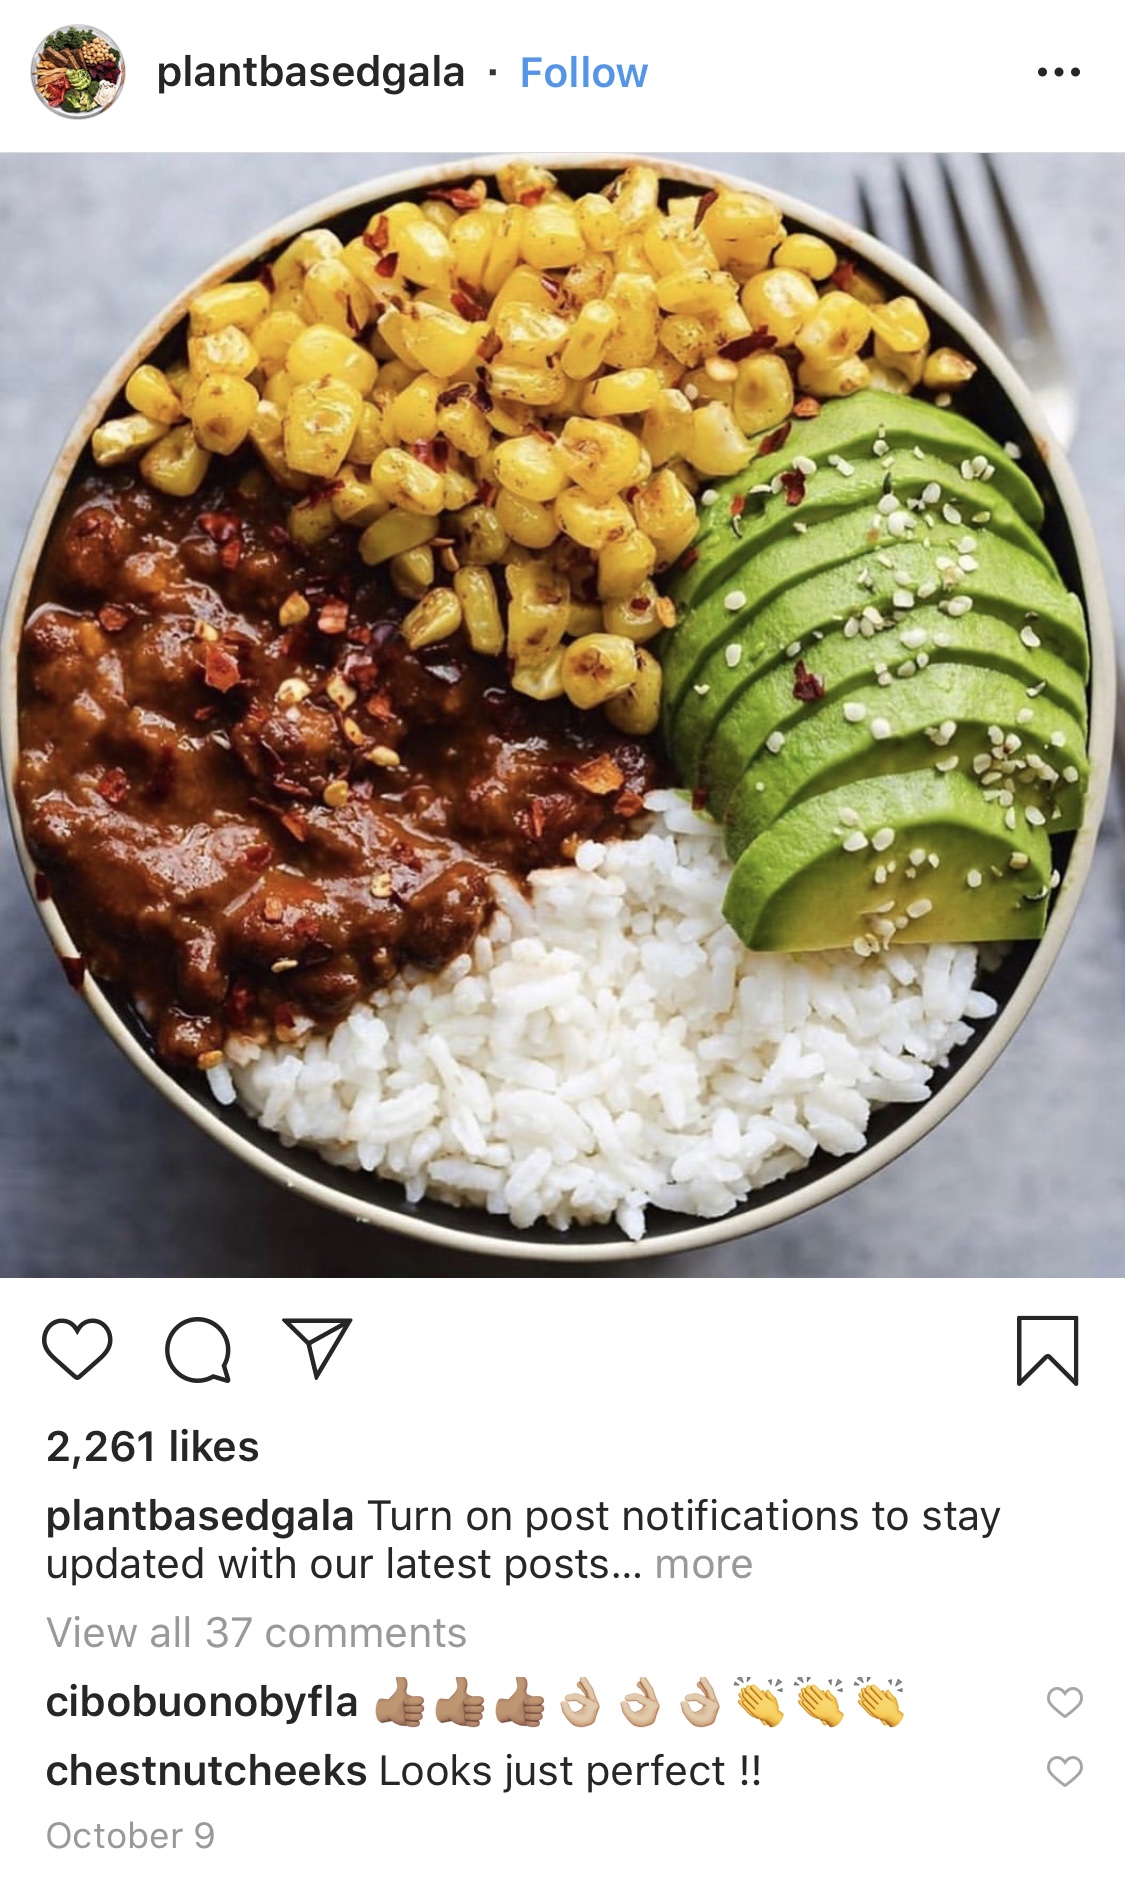 plantbasedgala · Follow
2,261 likes
plantbasedgala Turn on post notifications to stay
updated with our latest posts... more
View all 37 comments
cibobuonobyfla 👍🏽👍🏽👍🏽👌🏼👌🏼👌🏼👏👏👏
chestnutcheeks Looks just perfect !!
October 9